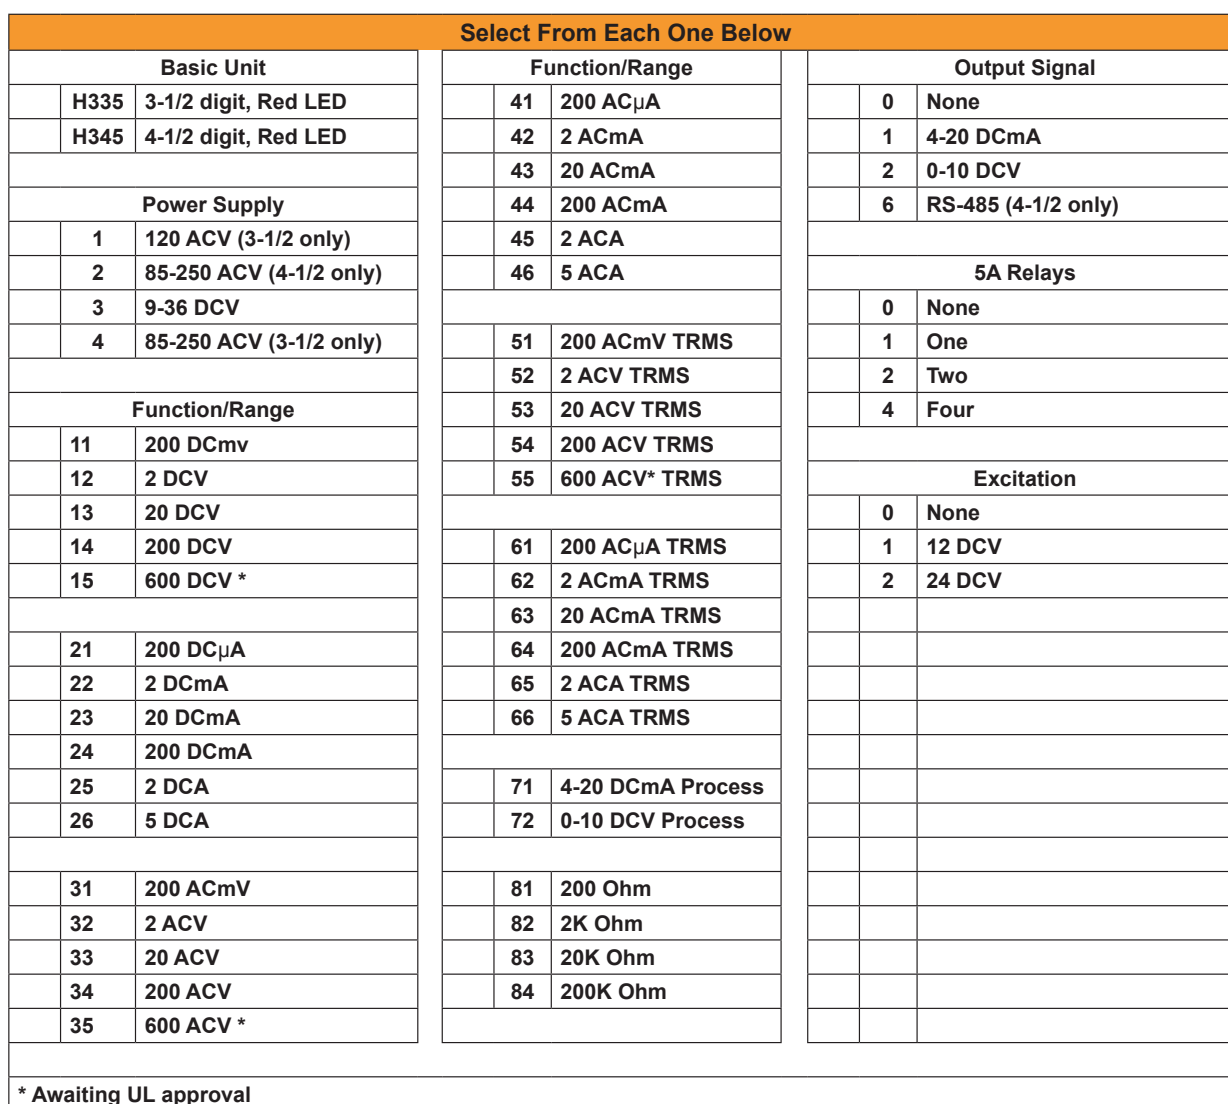 Select From Each One Below
Basic Unit
H335 3-1/2 digit, Red LED
H345 4-1/2 digit, Red LED
Power Supply
1 120 ACV (3-1/2 only)
2 85-250 ACV (4-1/2 only)
3 9-36 DCV
4 85-250 ACV (3-1/2 only)
Function/Range
11 200 DCmv
12 2 DCV
13 20 DCV
14 200 DCV
15 600 DCV *
21 200 DCµA
22 2 DCmA
23 20 DCmA
24 200 DCmA
25 2 DCA
26 5 DCA
31 200 ACmV
32 2 ACV
33 20 ACV
34 200 ACV
35 600 ACV *
Function/Range
41 200 ACµA
42 2 ACmA
43 20 ACmA
44 200 ACmA
45 2 ACA
46 5 ACA
51 200 ACmV TRMS
52 2 ACV TRMS
53 20 ACV TRMS
54 200 ACV TRMS
55 600 ACV* TRMS
61 200 ACµA TRMS
62 2 ACmA TRMS
63 20 ACmA TRMS
64 200 ACmA TRMS
65 2 ACA TRMS
66 5 ACA TRMS
71 4-20 DCmA Process
72 0-10 DCV Process
81 200 Ohm
82 2K Ohm
83 20K Ohm
84 200K Ohm
Output Signal
0 None
1 4-20 DCmA
2 0-10 DCV
6 RS-485 (4-1/2 only)
5A Relays
0 None
1 One
2 Two
4 Four
Excitation
0 None
1 12 DCV
2 24 DCV
* Awaiting UL approval